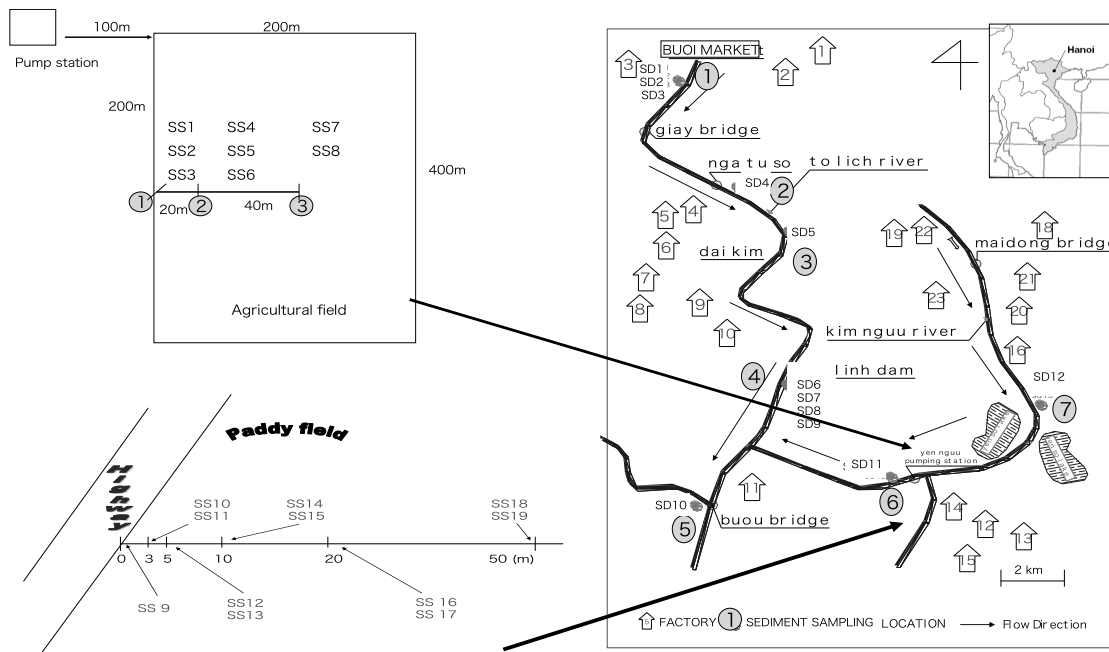 100m
200m
Pump station
200m
SS1 SS4 SS7
SS2 SS5 SS8
SS3 SS6
400m
1 2 3
20m 40m
Agricultural field
Paddy field
Highway
SS10 SS14 SS18
SS11 SS15 SS19
0 3 5 10 20 50 (m)
SS 9
SS12 SS 16
SS13 SS 17
BUOI MARKET
Hanoi
3
2
1
SD1
SD2
SD3
1
giay bridge
nga tu so
to lich river
SD4
2
5
4
6
SD5
dai kim
3
7
8
9
10
19
22
18
maidong bridge
21
23
20
kim nguu river
16
linh dam
4
SD6
SD7
SD8
SD9
SD12
7
yen nguu
pumping station
SD11
6
11
SD10
5
buou bridge
14
12
13
15
2 km
5 FACTORY 1 SEDIMENT SAMPLING LOCATION Flow Direction